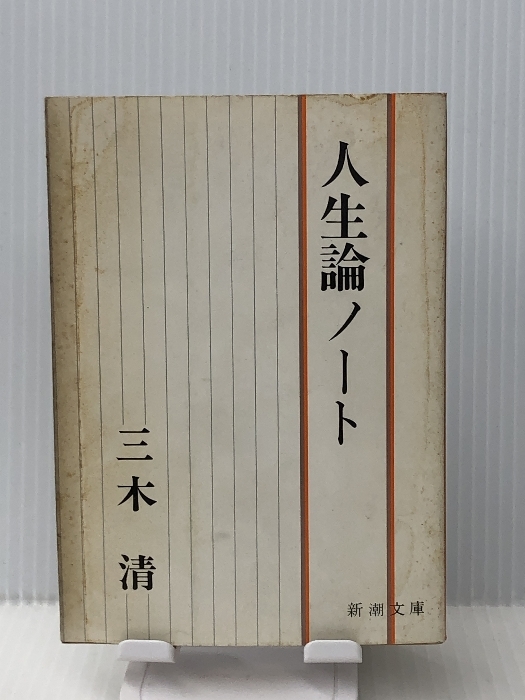 人生論ノート
三木 清
新潮文庫